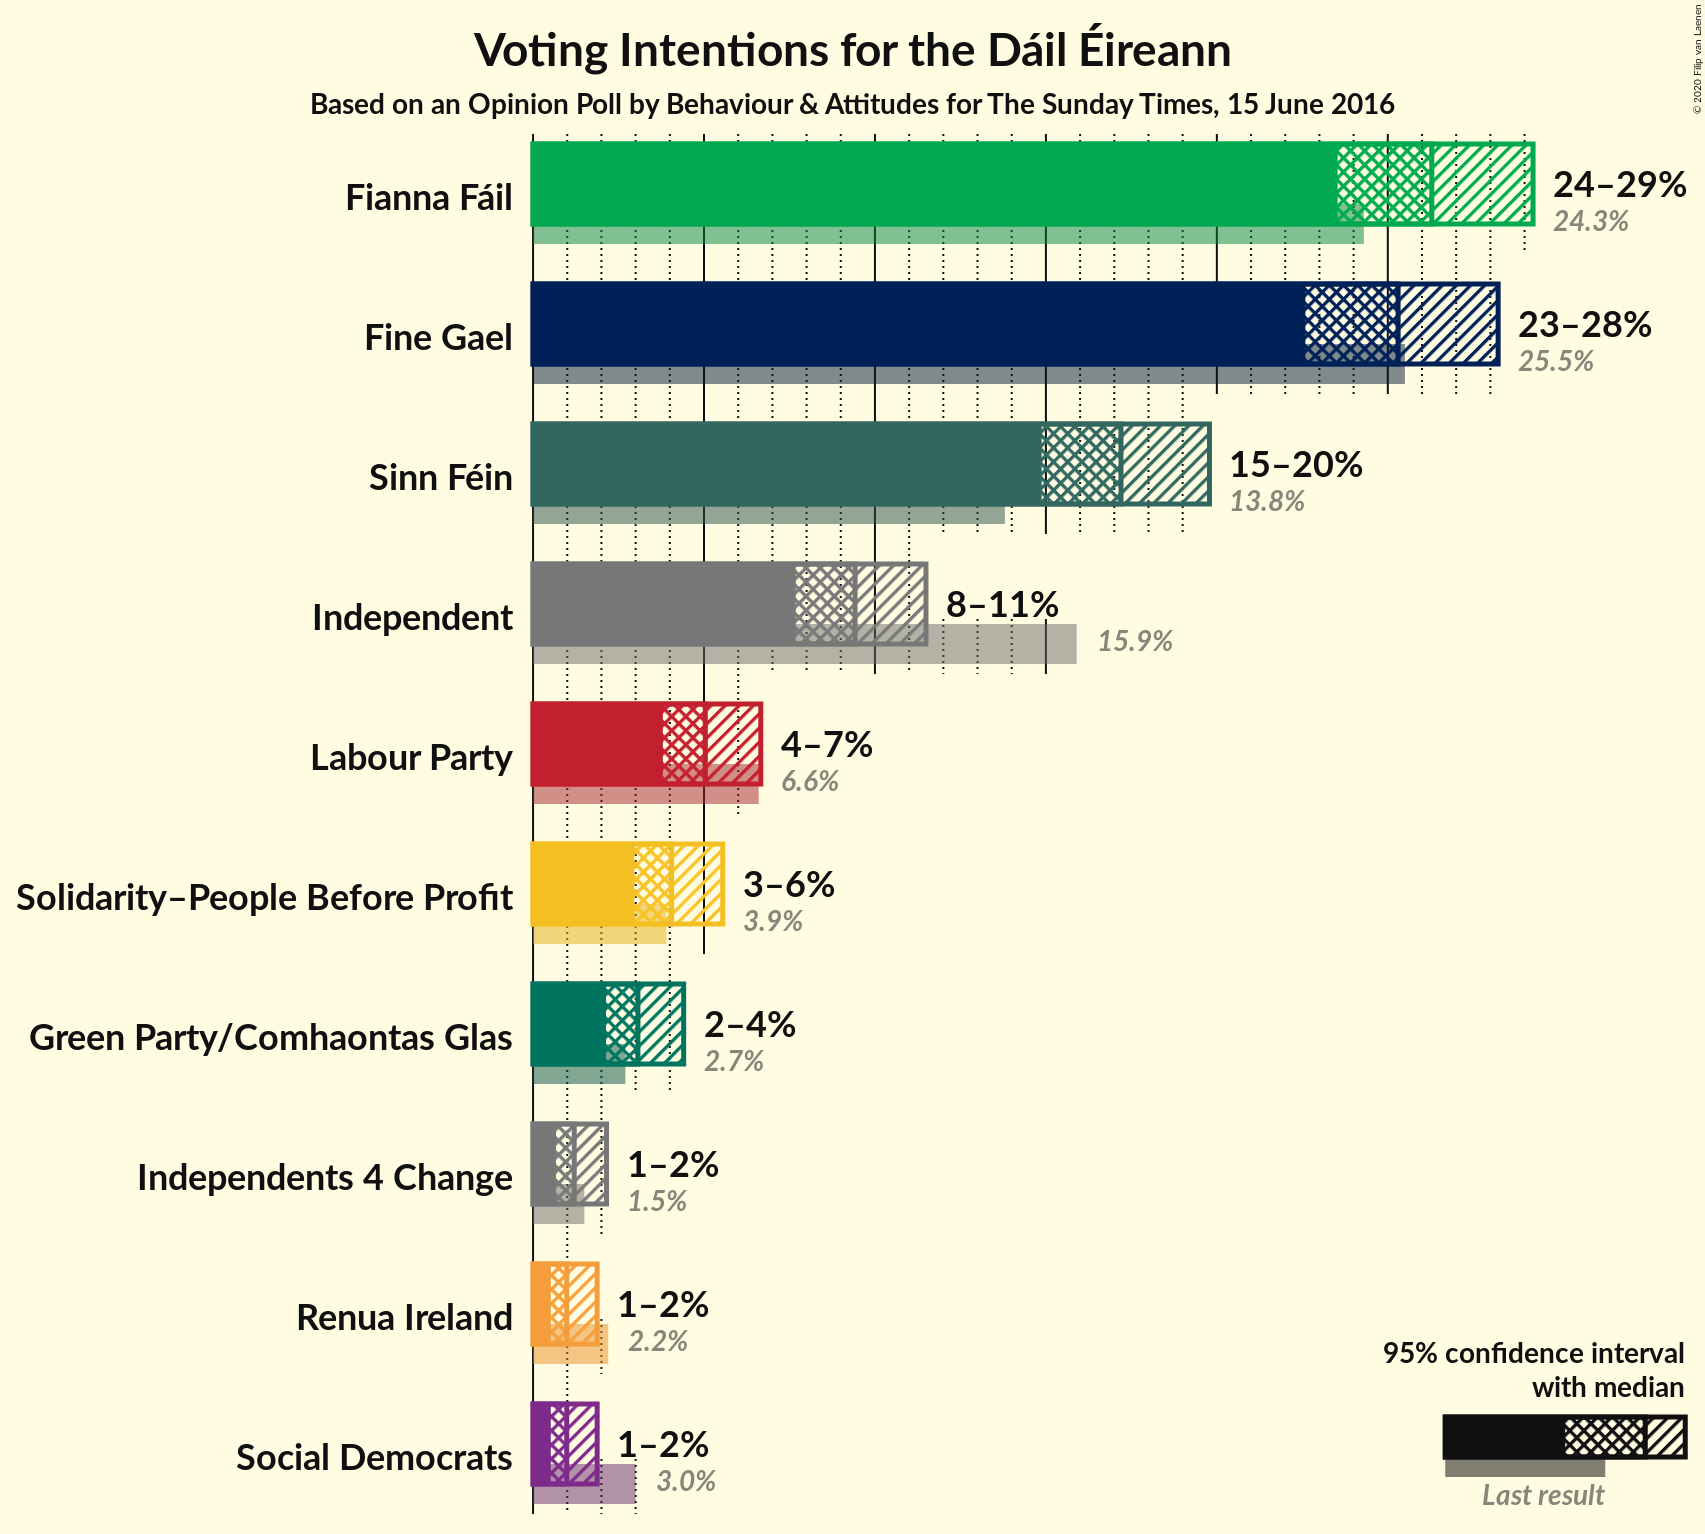 Voting Intentions for the Dáil Éireann
Based on an Opinion Poll by Behaviour & Attitudes for The Sunday Times, 15 June 2016
© 2020 Filip van Laenen
Fianna Fáil
24–29%
24.3%
Fine Gael
23–28%
25.5%
Sinn Féin
15–20%
13.8%
Independent
8–11%
15.9%
Labour Party
4–7%
6.6%
Solidarity–People Before Profit
3–6%
3.9%
Green Party/Comhaontas Glas
2–4%
2.7%
Independents 4 Change
1–2%
1.5%
Renua Ireland
1–2%
2.2%
Social Democrats
1–2%
3.0%
95% confidence interval
with median
Last result